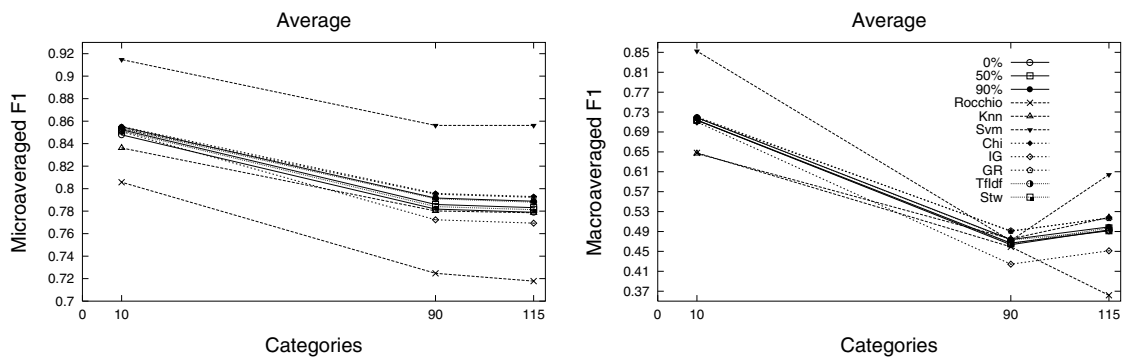 Average
Microaveraged F1
0.92
0.9
0.88
0.86
0.84
0.82
0.8
0.78
0.76
0.74
0.72
0.7
0 10 90 115
Categories
Average
Macroaveraged F1
0.85
0.81
0.77
0.73
0.69
0.65
0.61
0.57
0.53
0.49
0.45
0.41
0.37
0%
50%
90%
Rocchio
Knn
Svm
Chi
IG
GR
TfIdf
Stw
0 10 90 115
Categories